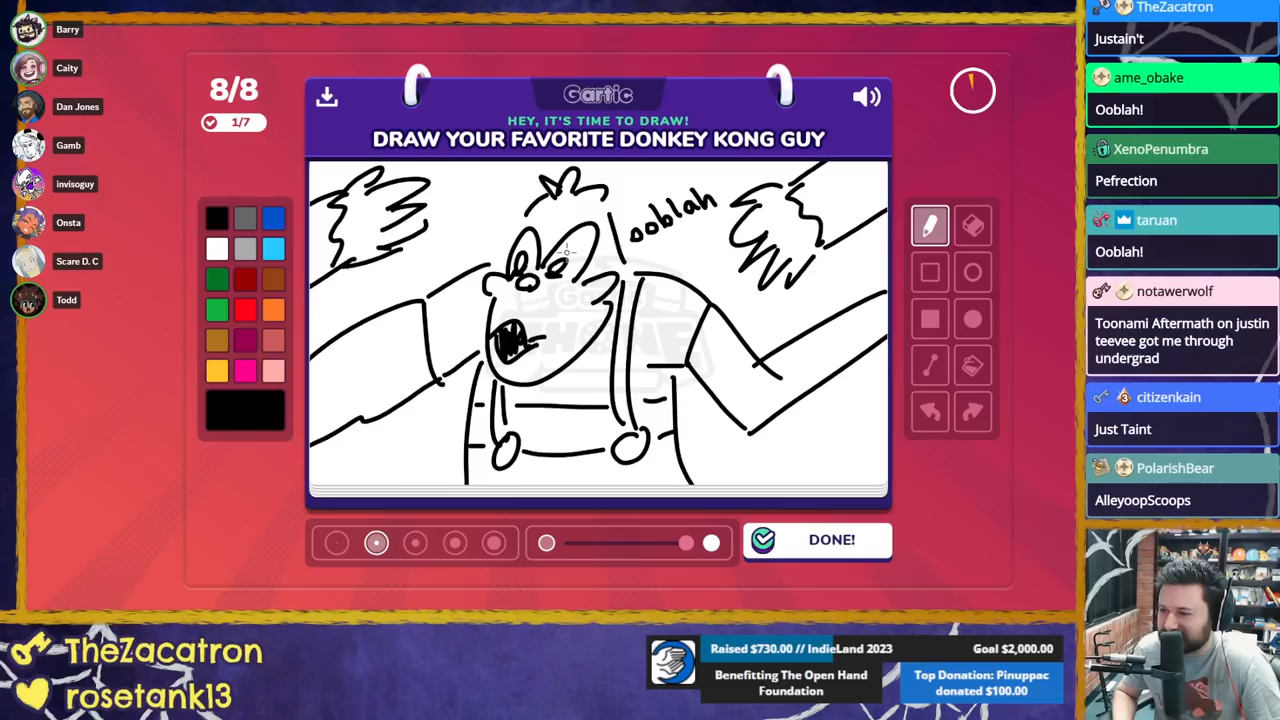 Barry
Caity
Dan Jones
Gamb
invisoguy
Onsta
Scare D. C
Todd
8/8
1/7
Gartic
HEY, IT'S TIME TO DRAW!
DRAW YOUR FAVORITE DONKEY KONG GUY
ooblah
DONE!
TheZacatron
Justain't
ame_obake
Ooblah!
XenoPenumbra
Pefrection
taruan
Ooblah!
notawerwolf
Toonami Aftermath on justin
teevee got me through
undergrad
citizenkain
Just Taint
PolarishBear
AlleyoopScoops
TheZacatron
rosetank13
Raised $730.00 // IndieLand 2023
Goal $2,000.00
Benefitting The Open Hand
Foundation
Top Donation: Pinuppac
donated $100.00